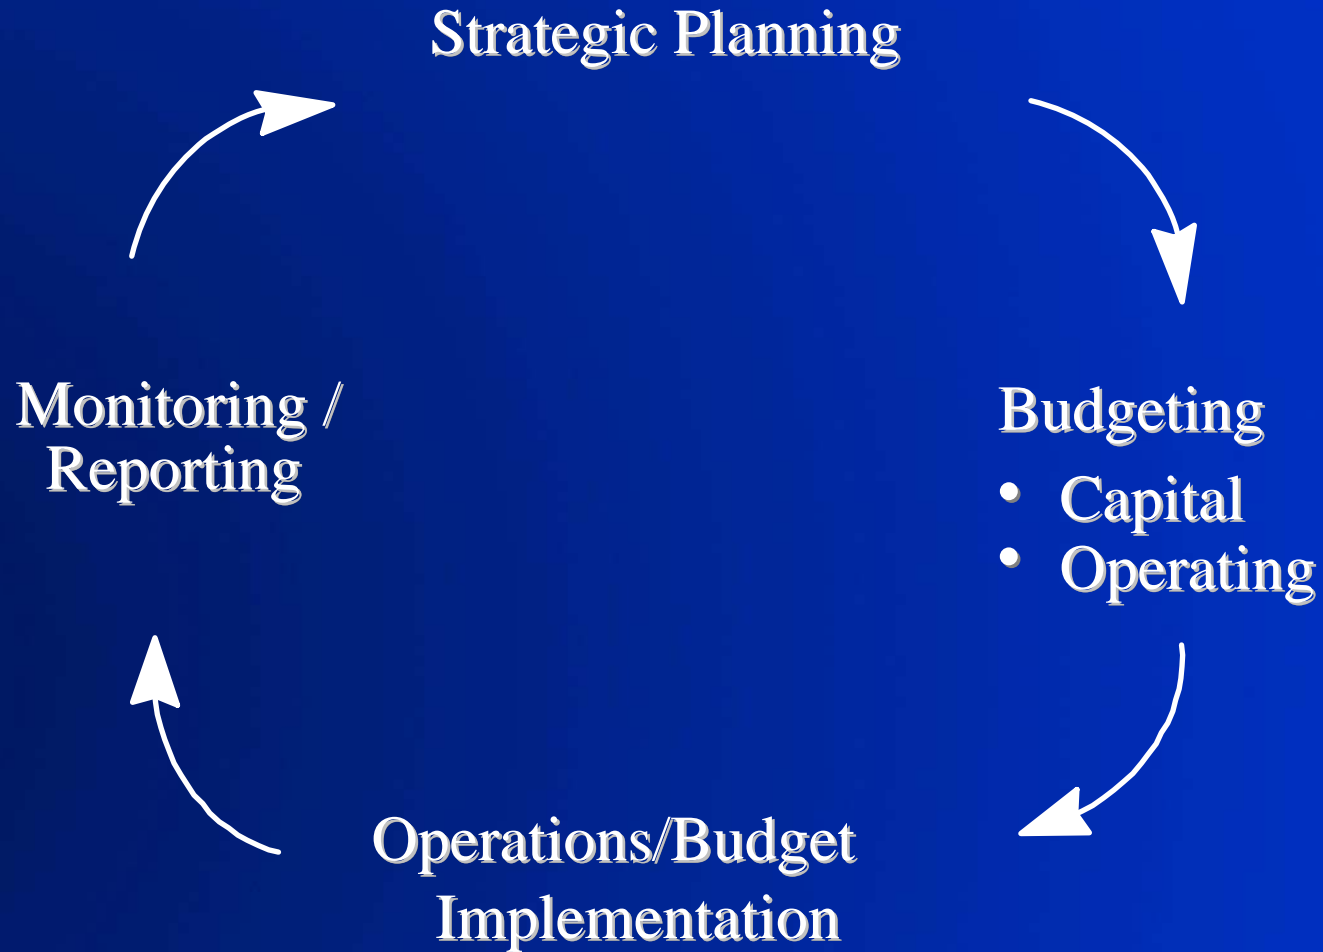 Strategic Planning
Monitoring /
Reporting
Budgeting
• Capital
• Operating
Operations/Budget
Implementation